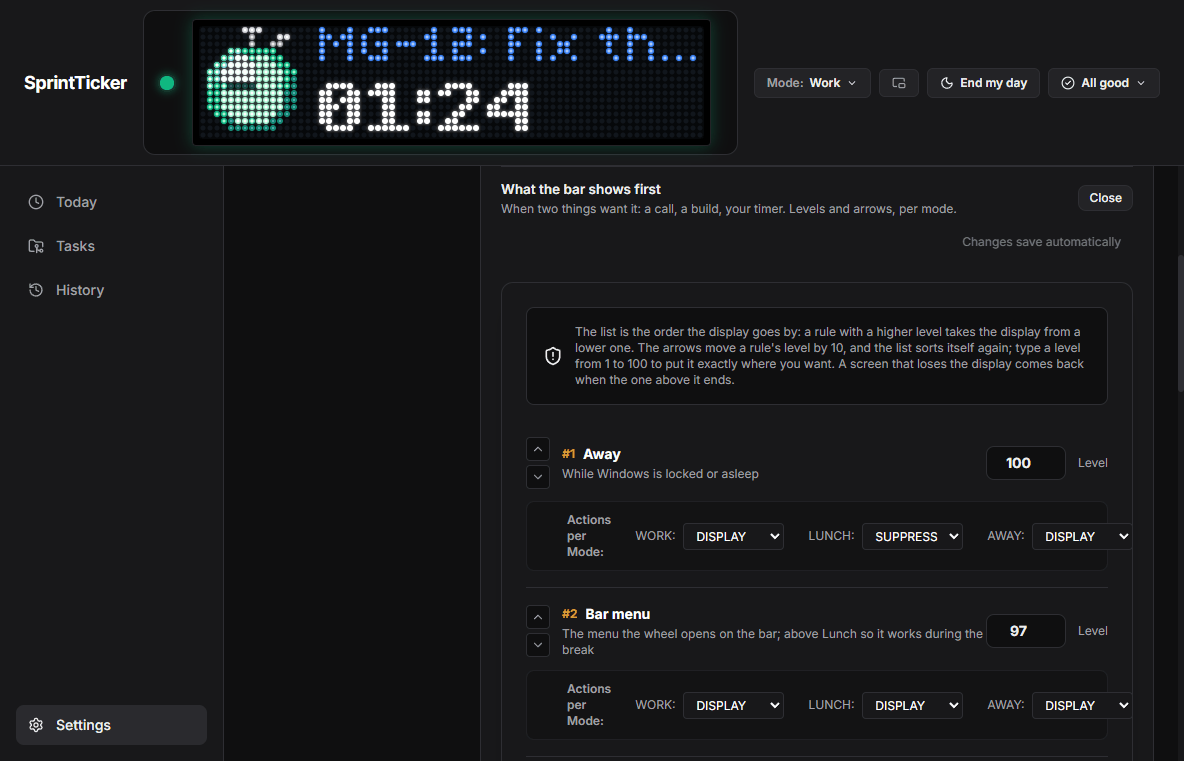 SprintTicker
MG-12: Fix th...
01:24
Mode: Work
End my day
All good
Today
Tasks
History
Settings
What the bar shows first
When two things want it: a call, a build, your timer. Levels and arrows, per mode.
Close
Changes save automatically
The list is the order the display goes by: a rule with a higher level takes the display from a
lower one. The arrows move a rule's level by 10, and the list sorts itself again; type a level
from 1 to 100 to put it exactly where you want. A screen that loses the display comes back
when the one above it ends.
#1 Away
While Windows is locked or asleep
100
Level
Actions
per
Mode:
WORK: DISPLAY
LUNCH: SUPPRESS
AWAY: DISPLAY
#2 Bar menu
The menu the wheel opens on the bar; above Lunch so it works during the
break
97
Level
Actions
per
Mode:
WORK: DISPLAY
LUNCH: DISPLAY
AWAY: DISPLAY